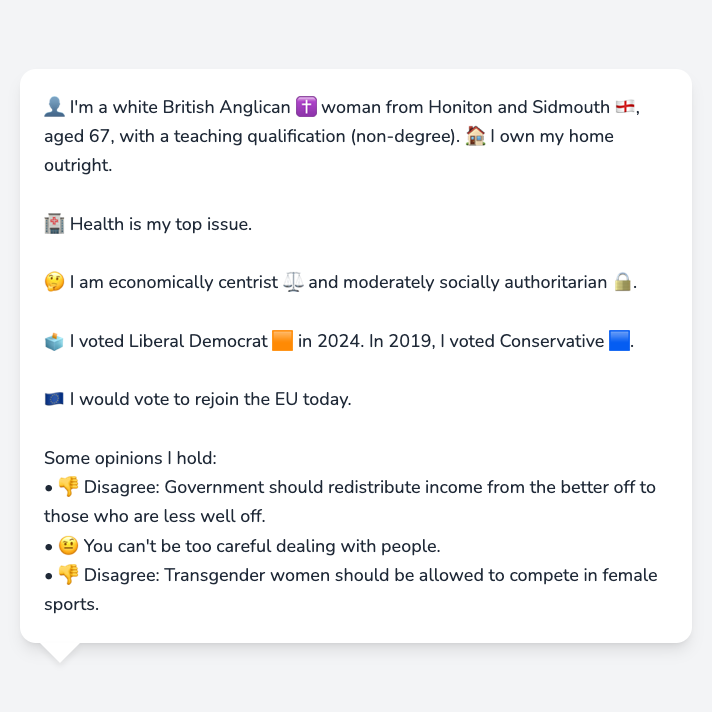 👤 I'm a white British Anglican ✝️ woman from Honiton and Sidmouth 🏴󠁧󠁢󠁥󠁮󠁧󠁿,
aged 67, with a teaching qualification (non-degree). 🏠 I own my home
outright.
🏥 Health is my top issue.
🤔 I am economically centrist ⚖️ and moderately socially authoritarian 🔒.
🗳️ I voted Liberal Democrat 🟧 in 2024. In 2019, I voted Conservative 🟦.
🇪🇺 I would vote to rejoin the EU today.
Some opinions I hold:
• 👎 Disagree: Government should redistribute income from the better off to
those who are less well off.
• 🤨 You can't be too careful dealing with people.
• 👎 Disagree: Transgender women should be allowed to compete in female
sports.